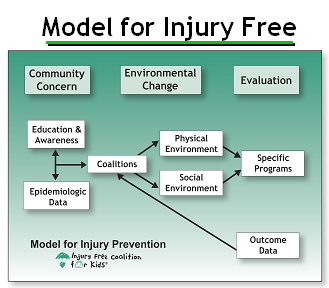 Model for Injury Free
Community
Concern
Environmental
Change
Evaluation
Education &
Awareness
Epidemiologic
Data
Coalitions
Physical
Environment
Social
Environment
Specific
Programs
Outcome
Data
Model for Injury Prevention
Injury Free Coalition
for Kids®